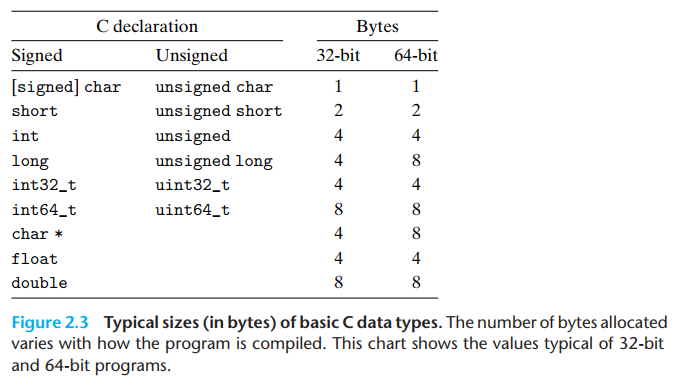 C declaration Bytes
Signed Unsigned 32-bit 64-bit
[signed] char unsigned char 1 1
short unsigned short 2 2
int unsigned 4 4
long unsigned long 4 8
int32_t uint32_t 4 4
int64_t uint64_t 8 8
char * 4 8
float 4 4
double 8 8
Figure 2.3 Typical sizes (in bytes) of basic C data types. The number of bytes allocated
varies with how the program is compiled. This chart shows the values typical of 32-bit
and 64-bit programs.